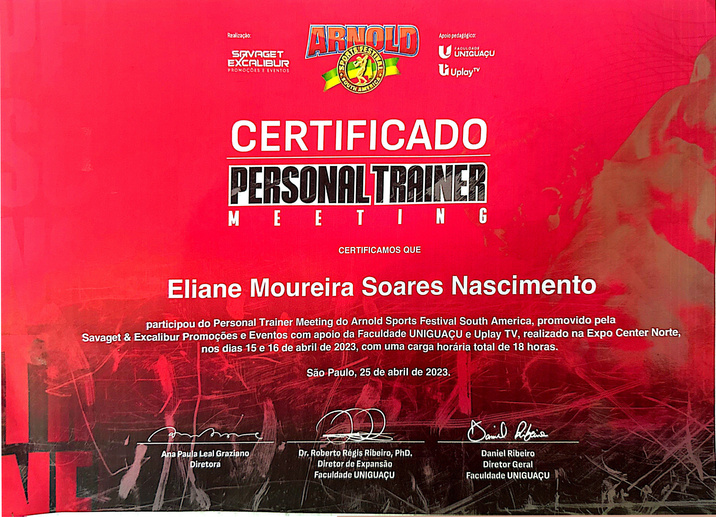 Realização:
SAVAGET
EXCALIBUR
PROMOÇÕES E EVENTOS
ARNOLD
SPORTS FESTIVAL
SOUTH AMERICA
Apoio pedagógico:
FACULDADE
UNIGUAÇU
Uplay TV
CERTIFICADO
PERSONAL TRAINER
MEETING
CERTIFICAMOS QUE
Eliane Moureira Soares Nascimento
participou do Personal Trainer Meeting do Arnold Sports Festival South America, promovido pela
Savaget & Excalibur Promoções e Eventos com apoio da Faculdade UNIGUAÇU e Uplay TV, realizado na Expo Center Norte,
nos dias 15 e 16 de abril de 2023, com uma carga horária total de 18 horas.
São Paulo, 25 de abril de 2023.
Daniel Ribeiro
Ana Paula Leal Graziano
Diretora
Dr. Roberto Régis Ribeiro, PhD.
Diretor de Expansão
Faculdade UNIGUAÇU
Daniel Ribeiro
Diretor Geral
Faculdade UNIGUAÇU